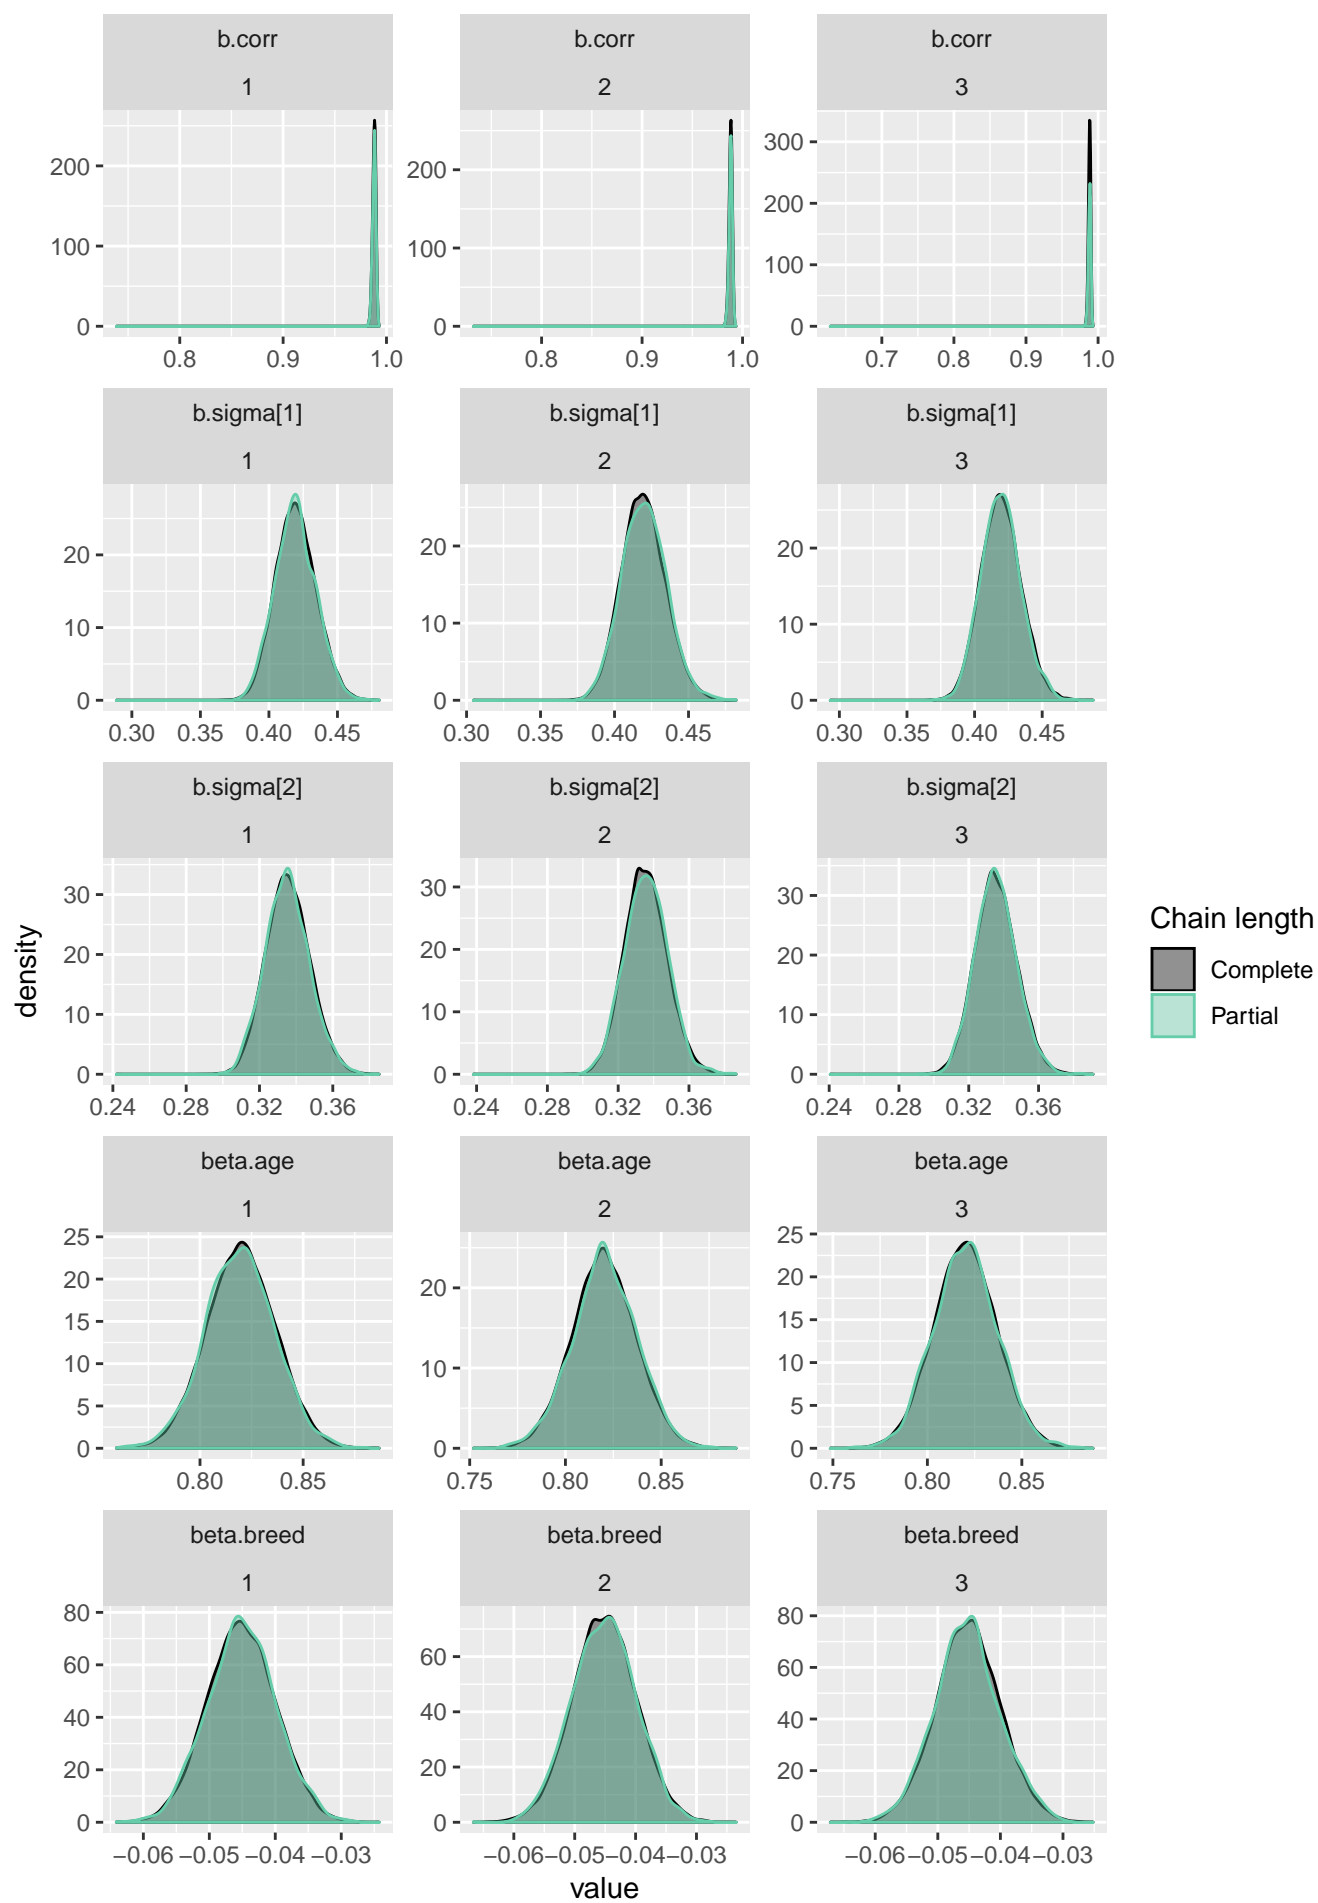 b.corr b.corr b.corr
1 2 3
200 100 0
200 100 0
300 200 100 0
0.8 0.9 1.0 0.8 0.9 1.0 0.7 0.8 0.9 1.0
b.sigma[1] b.sigma[1] b.sigma[1]
1 2 3
20 10 0
20 10 0
20 10 0
0.30 0.35 0.40 0.45 0.30 0.35 0.40 0.45 0.30 0.35 0.40 0.45
b.sigma[2] b.sigma[2] b.sigma[2]
1 2 3
30 20 10 0
30 20 10 0
30 20 10 0
0.24 0.28 0.32 0.36 0.24 0.28 0.32 0.36 0.24 0.28 0.32 0.36
beta.age beta.age beta.age
1 2 3
25 20 15 10 5 0
20 10 0
25 20 15 10 5 0
0.80 0.85 0.75 0.80 0.85 0.75 0.80 0.85
beta.breed beta.breed beta.breed
1 2 3
80 60 40 20 0
60 40 20 0
80 60 40 20 0
−0.06 −0.05 −0.04 −0.03 −0.06 −0.05 −0.04 −0.03 −0.06 −0.05 −0.04 −0.03
value
density
Chain length
Complete
Partial